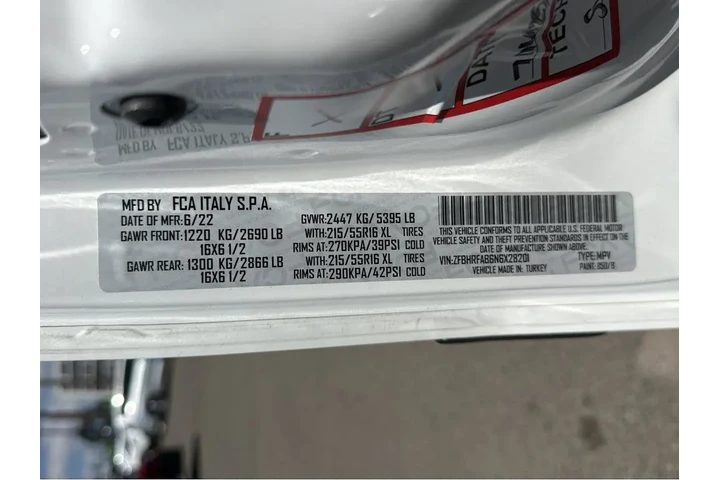 MFD BY FCA ITALY S.P.A.
DATE OF MFD:6/22
GVWR:2447 KG/ 5395 LB
GAWR FRONT:1220 KG/2690 LB WITH:215/55R16 XL TIRES
16X6 1/2 RIMS AT:270KPA/39PSI COLD
GAWR REAR:1300 KG/2866 LB WITH:215/55R16 XL TIRES
16X6 1/2 RIMS AT:290KPA/42PSI COLD
THIS VEHICLE CONFORMS TO ALL APPLICABLE U.S. FEDERAL MOTOR
VEHICLE SAFETY AND THEFT PREVENTION STANDARDS IN EFFECT ON THE
DATE OF MANUFACTURE SHOWN ABOVE.
VEHICLE MADE IN: TURKEY TYPE: MPV
VIN:ZFBHRFAB6N6X28201 PAINT: 050/B
X
TECH